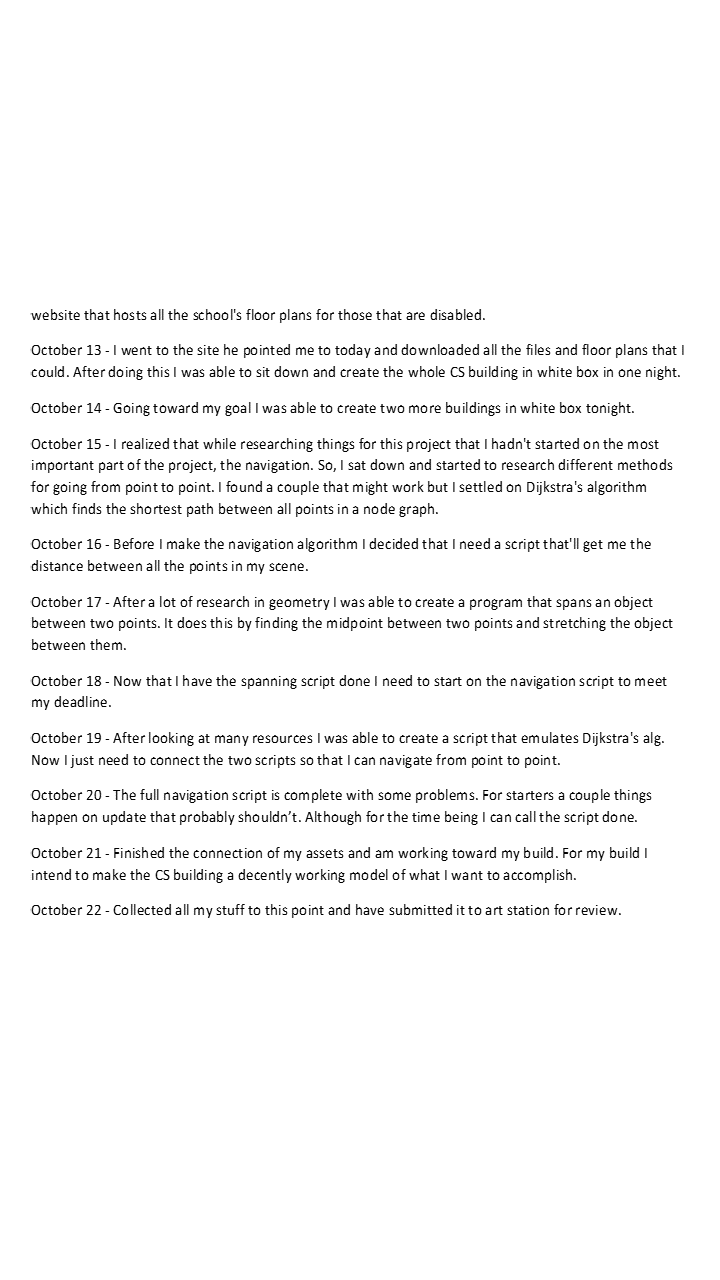 website that hosts all the school's floor plans for those that are disabled.
October 13 - I went to the site he pointed me to today and downloaded all the files and floor plans that I
could. After doing this I was able to sit down and create the whole CS building in white box in one night.
October 14 - Going toward my goal I was able to create two more buildings in white box tonight.
October 15 - I realized that while researching things for this project that I hadn't started on the most
important part of the project, the navigation. So, I sat down and started to research different methods
for going from point to point. I found a couple that might work but I settled on Dijkstra's algorithm
which finds the shortest path between all points in a node graph.
October 16 - Before I make the navigation algorithm I decided that I need a script that'll get me the
distance between all the points in my scene.
October 17 - After a lot of research in geometry I was able to create a program that spans an object
between two points. It does this by finding the midpoint between two points and stretching the object
between them.
October 18 - Now that I have the spanning script done I need to start on the navigation script to meet
my deadline.
October 19 - After looking at many resources I was able to create a script that emulates Dijkstra's alg.
Now I just need to connect the two scripts so that I can navigate from point to point.
October 20 - The full navigation script is complete with some problems. For starters a couple things
happen on update that probably shouldn’t. Although for the time being I can call the script done.
October 21 - Finished the connection of my assets and am working toward my build. For my build I
intend to make the CS building a decently working model of what I want to accomplish.
October 22 - Collected all my stuff to this point and have submitted it to art station for review.